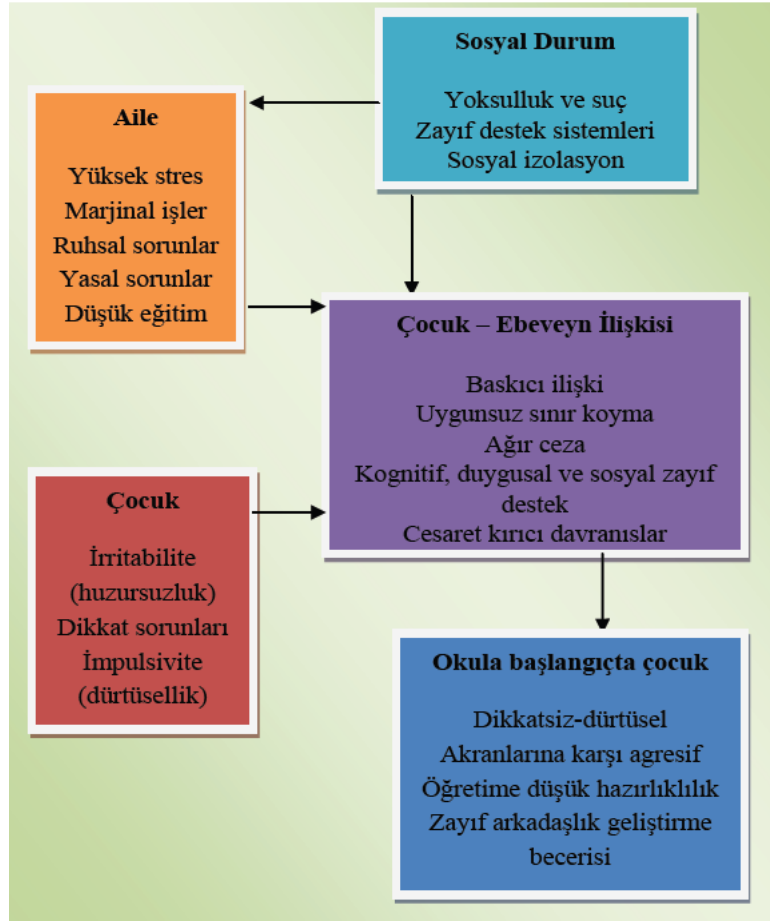 Sosyal Durum
Yoksulluk ve suç
Zayıf destek sistemleri
Sosyal izolasyon
Aile
Yüksek stres
Marjinal işler
Ruhsal sorunlar
Yasal sorunlar
Düşük eğitim
Çocuk – Ebeveyn İlişkisi
Baskıcı ilişki
Uygunsuz sınır koyma
Ağır ceza
Kognitif, duygusal ve sosyal zayıf
destek
Cesaret kırıcı davranıslar
Çocuk
İrritabilite
(huzursuzluk)
Dikkat sorunları
İmpulsivite
(dürtüsellik)
Okula başlangıçta çocuk
Dikkatsiz-dürtüsel
Akranlarına karşı agresif
Öğretime düşük hazırlıklılık
Zayıf arkadaşlık geliştirme
becerisi